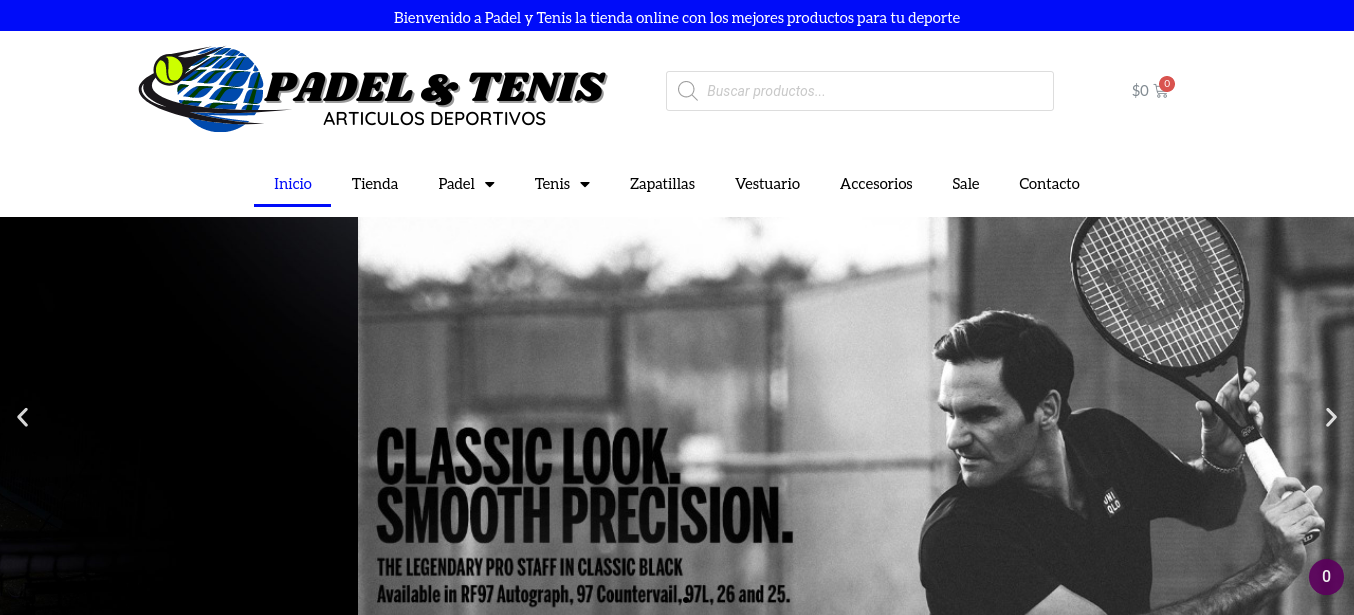 Bienvenido a Padel y Tenis la tienda online con los mejores productos para tu deporte
PADEL & TENIS
ARTICULOS DEPORTIVOS
Buscar productos...
$0 0
Inicio Tienda Padel Tenis Zapatillas Vestuario Accesorios Sale Contacto
CLASSIC LOOK.
SMOOTH PRECISION.
THE LEGENDARY PRO STAFF IN CLASSIC BLACK
Available in RF97 Autograph, 97 Countervail, 97L, 26 and 25.
UNI
QLO
0